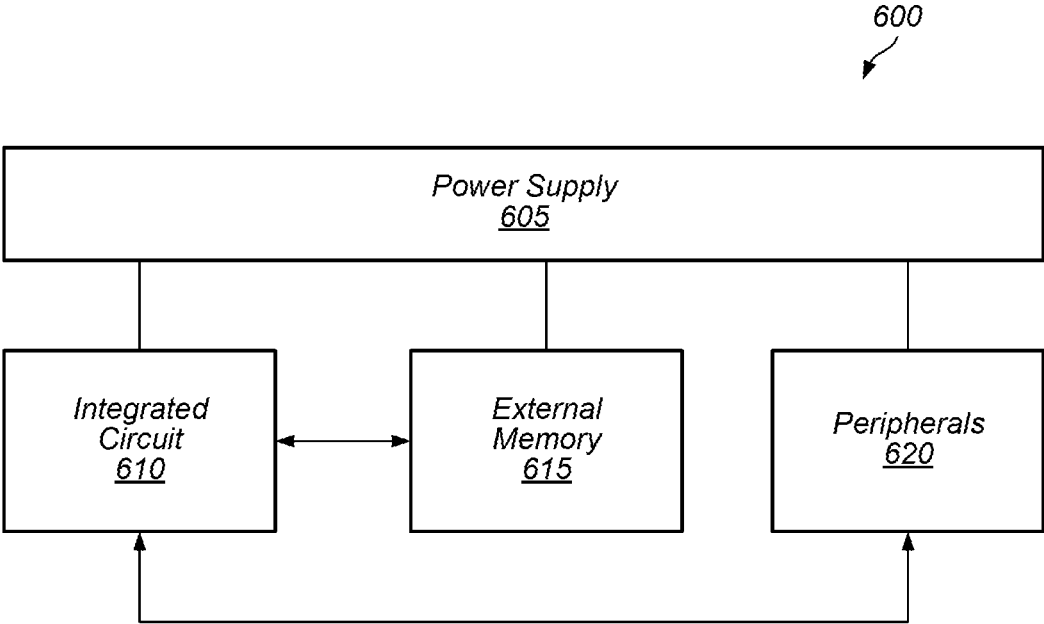 600
Power Supply
605
Integrated
Circuit
610
External
Memory
615
Peripherals
620